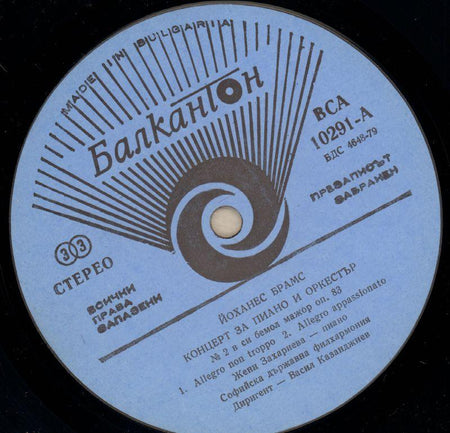 MADE IN BULGARIA
Балкантон
ВСА
10291-А
БДС 4648-79
ПРЕЗАПИСЪТ
ЗАБРАНЕН
33
СТЕРЕО
ВСИЧКИ
ПРАВА
ЗАПАЗЕНИ
ЙОХАНЕС БРАМС
КОНЦЕРТ ЗА ПИАНО И ОРКЕСТЪР
№ 2 в си бемол мажор оп. 83
1. Allegro non troppo 2. Allegro appassionato
Жени Захариева — пиано
Софийска държавна филхармония
Диригент — Васил Казанджиев